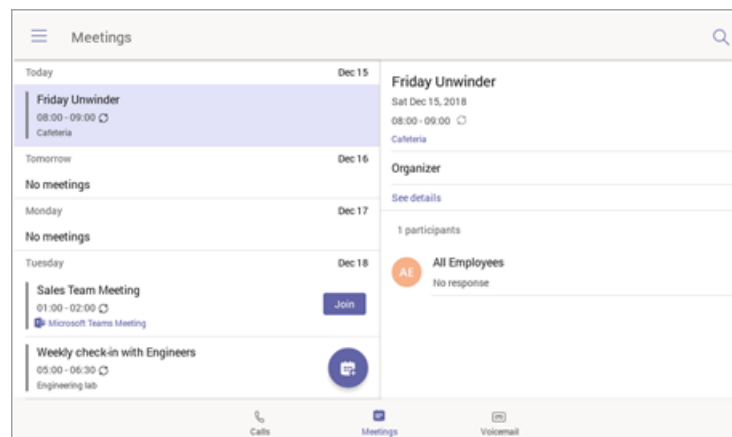 Meetings
Today Dec 15
Friday Unwinder
08:00 - 09:00
Cafeteria
Tomorrow Dec 16
No meetings
Monday Dec 17
No meetings
Tuesday Dec 18
Sales Team Meeting
01:00 - 02:00
Join
Microsoft Teams Meeting
Weekly check-in with Engineers
05:00 - 06:30
Engineering lab
Friday Unwinder
Sat Dec 15, 2018
08:00 - 09:00
Cafeteria
Organizer
See details
1 participants
AE
All Employees
No response
Calls Meetings Voicemail